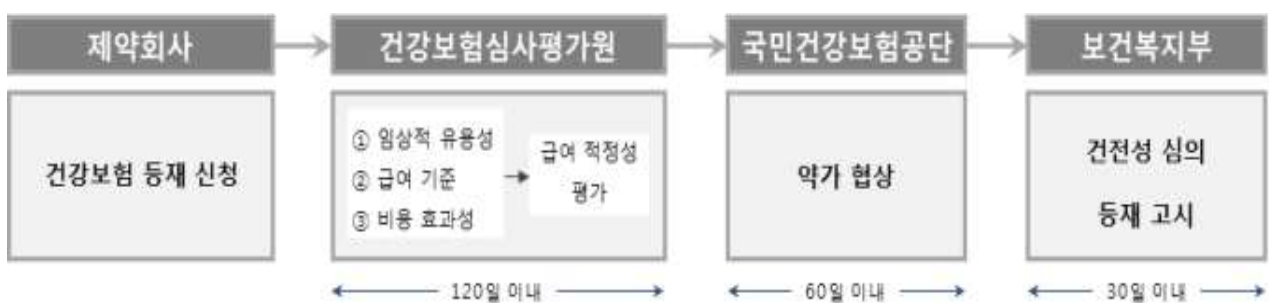 제약회사
건강보험심사평가원
국민건강보험공단
보건복지부
건강보험 등재 신청
① 임상적 유용성
② 급여 기준
③ 비용 효과성
급여 적정성
평가
약가 협상
건전성 심의
등재 고시
120일 이내
60일 이내
30일 이내